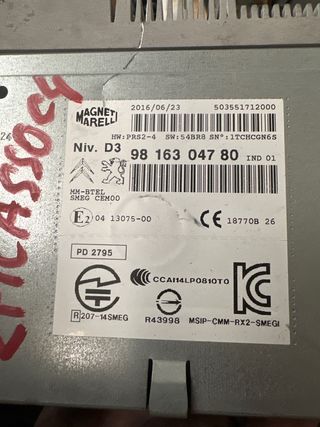 MAGNETI
MARELLI
2016/06/23
503551712000
HW:PRS2-4 SW:54BR8 SN°:1TCHCGN6S
Niv. D3
98 163 047 80 IND 01
MM-BTEL
SMEG CEM00
E2 04 13075-00
CE 18770B 26
PD 2795
CCAI14LP0810T0
R 207-14SMEG
R43998
MSIP-CMM-RX2-SMEGI
24